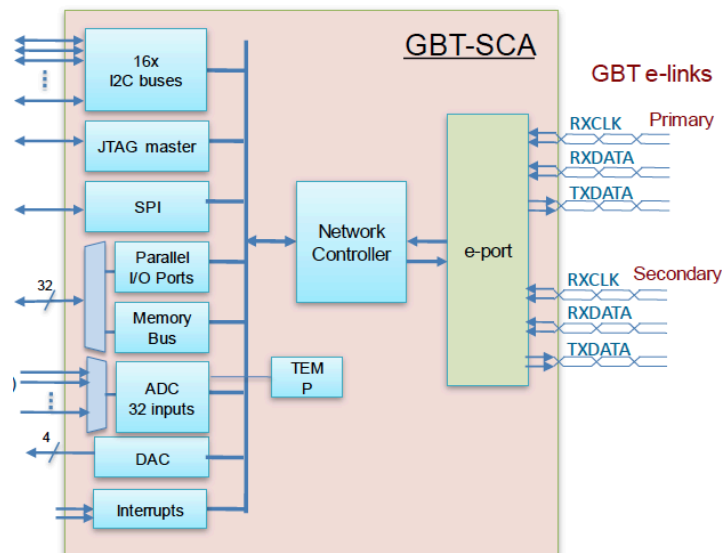 GBT-SCA
GBT e-links
16x
I2C buses
JTAG master
SPI
Parallel
I/O Ports
32
Memory
Bus
ADC
32 inputs
TEM
P
4
DAC
Interrupts
Network
Controller
e-port
RXCLK
Primary
RXDATA
TXDATA
RXCLK
Secondary
RXDATA
TXDATA
)